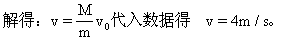 解得：v = M/m v₀ 代入数据得 v = 4m / s。